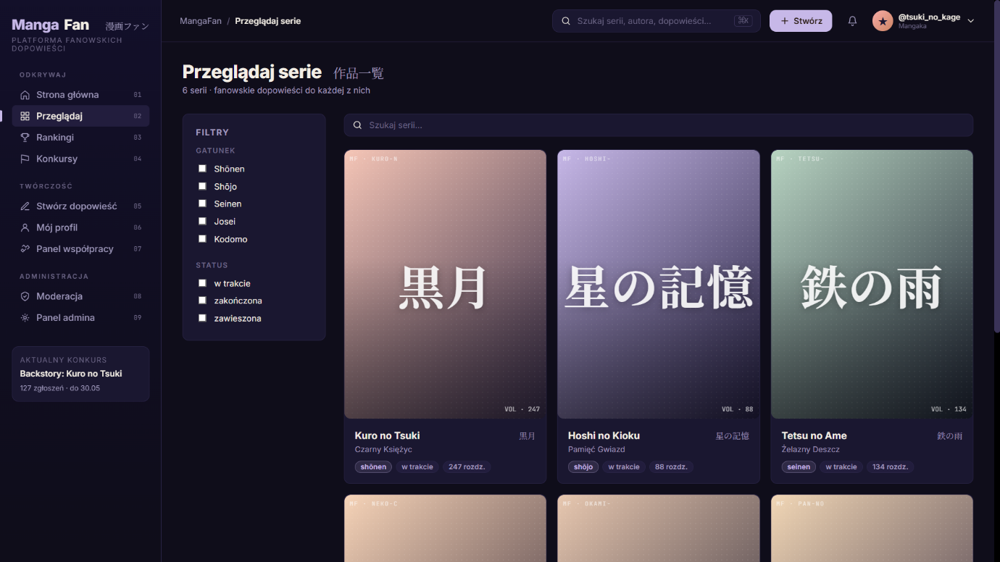 Manga Fan 漫画ファン
PLATFORMA FANOWSKICH
DOPOWIEŚCI
ODKRYWAJ
Strona główna 01
Przeglądaj 02
Rankingi 03
Konkursy 04
TWÓRCZOŚĆ
Stwórz dopowieść 05
Mój profil 06
Panel współpracy 07
ADMINISTRACJA
Moderacja 08
Panel admina 09
AKTUALNY KONKURS
Backstory: Kuro no Tsuki
127 zgłoszeń · do 30.05
MangaFan / Przeglądaj serie
Szukaj serii, autora, dopowieści... ⌘K
+ Stwórz
@tsuki_no_kage
Mangaka
Przeglądaj serie 作品一覧
6 serii · fanowskie dopowieści do każdej z nich
FILTRY
GATUNEK
Shōnen
Shōjo
Seinen
Josei
Kodomo
STATUS
w trakcie
zakończona
zawieszona
Szukaj serii...
MF · KURO-N
黒月
VOL · 247
Kuro no Tsuki 黒月
Czarny Księżyc
shōnen w trakcie 247 rozdz.
MF · HOSHI-
星の記憶
VOL · 88
Hoshi no Kioku 星の記憶
Pamięć Gwiazd
shōjo w trakcie 88 rozdz.
MF · TETSU-
鉄の雨
VOL · 134
Tetsu no Ame 鉄の雨
Żelazny Deszcz
seinen w trakcie 134 rozdz.
MF · NEKO-C
MF · OKAMI-
MF · PAN-NO